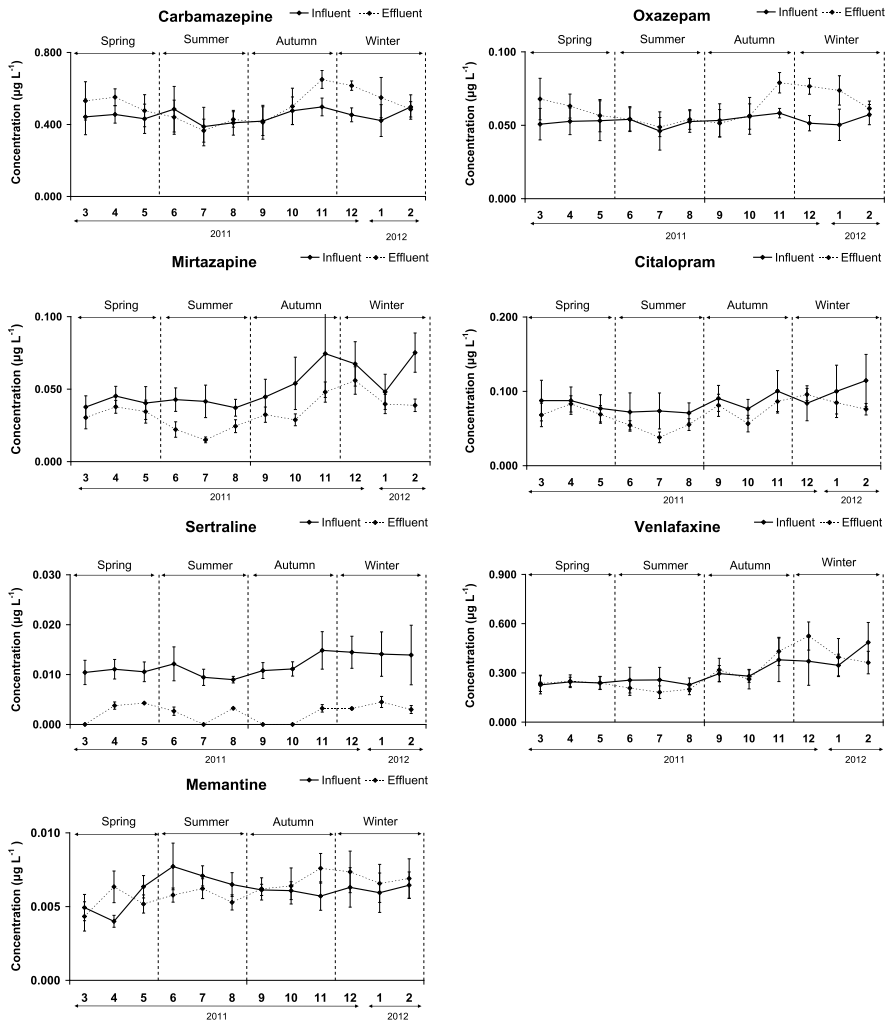 Carbamazepine
Influent Effluent
Concentration (µg L-1)
0.800
0.400
0.000
Spring Summer Autumn Winter
3 4 5 6 7 8 9 10 11 12 1 2
2011 2012
Oxazepam
Influent Effluent
Concentration (µg L-1)
0.100
0.050
0.000
Spring Summer Autumn Winter
3 4 5 6 7 8 9 10 11 12 1 2
2011 2012
Mirtazapine
Influent Effluent
Concentration (µg L-1)
0.100
0.050
0.000
Spring Summer Autumn Winter
3 4 5 6 7 8 9 10 11 12 1 2
2011 2012
Citalopram
Influent Effluent
Concentration (µg L-1)
0.200
0.100
0.000
Spring Summer Autumn Winter
3 4 5 6 7 8 9 10 11 12 1 2
2011 2012
Sertraline
Influent Effluent
Concentration (µg L-1)
0.030
0.020
0.010
0.000
Spring Summer Autumn Winter
3 4 5 6 7 8 9 10 11 12 1 2
2011 2012
Venlafaxine
Influent Effluent
Concentration (µg L-1)
0.900
0.600
0.300
0.000
Spring Summer Autumn Winter
3 4 5 6 7 8 9 10 11 12 1 2
2011 2012
Memantine
Influent Effluent
Concentration (µg L-1)
0.010
0.005
0.000
Spring Summer Autumn Winter
3 4 5 6 7 8 9 10 11 12 1 2
2011 2012